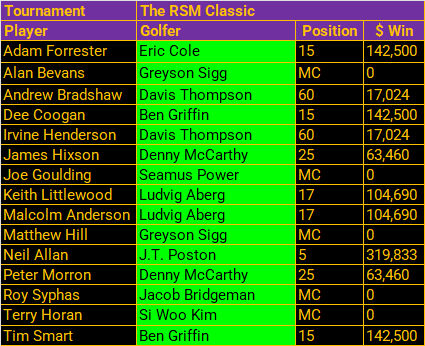 Tournament The RSM Classic
Player Golfer Position $ Win
Adam Forrester Eric Cole 15 142,500
Alan Bevans Greyson Sigg MC 0
Andrew Bradshaw Davis Thompson 60 17,024
Dee Coogan Ben Griffin 15 142,500
Irvine Henderson Davis Thompson 60 17,024
James Hixson Denny McCarthy 25 63,460
Joe Goulding Seamus Power MC 0
Keith Littlewood Ludvig Aberg 17 104,690
Malcolm Anderson Ludvig Aberg 17 104,690
Matthew Hill Greyson Sigg MC 0
Neil Allan J.T. Poston 5 319,833
Peter Morron Denny McCarthy 25 63,460
Roy Syphas Jacob Bridgeman MC 0
Terry Horan Si Woo Kim MC 0
Tim Smart Ben Griffin 15 142,500